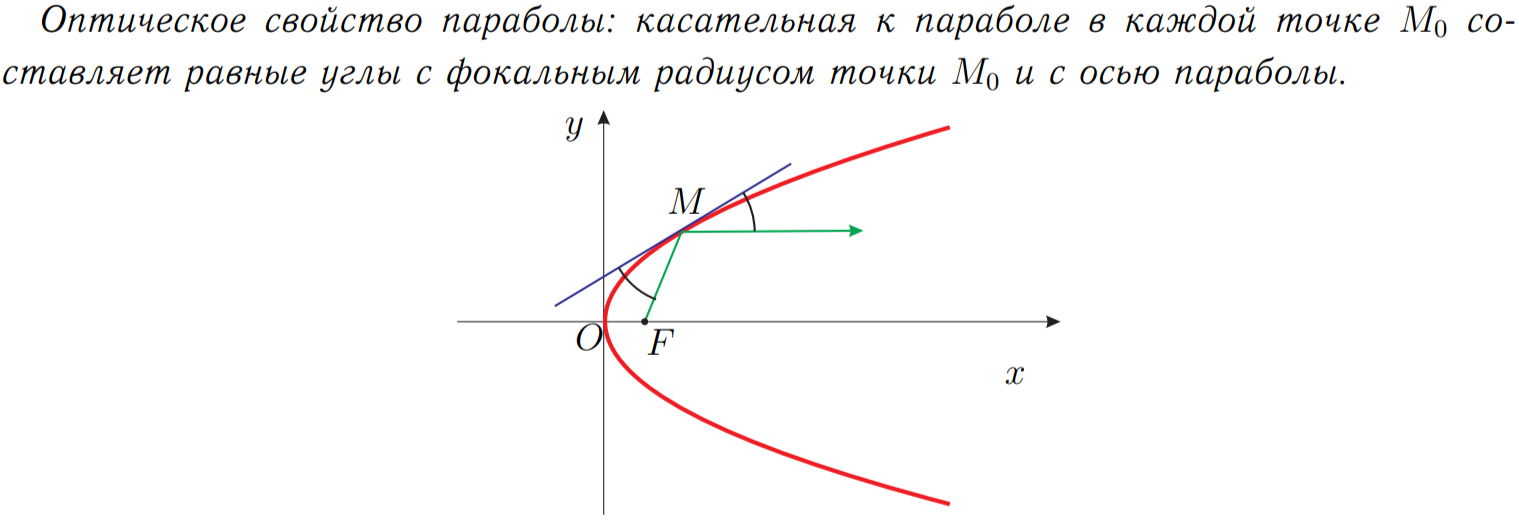 Оптическое свойство параболы: касательная к параболе в каждой точке M₀ со-
ставляет равные углы с фокальным радиусом точки M₀ и с осью параболы.
y
M
O
F
x